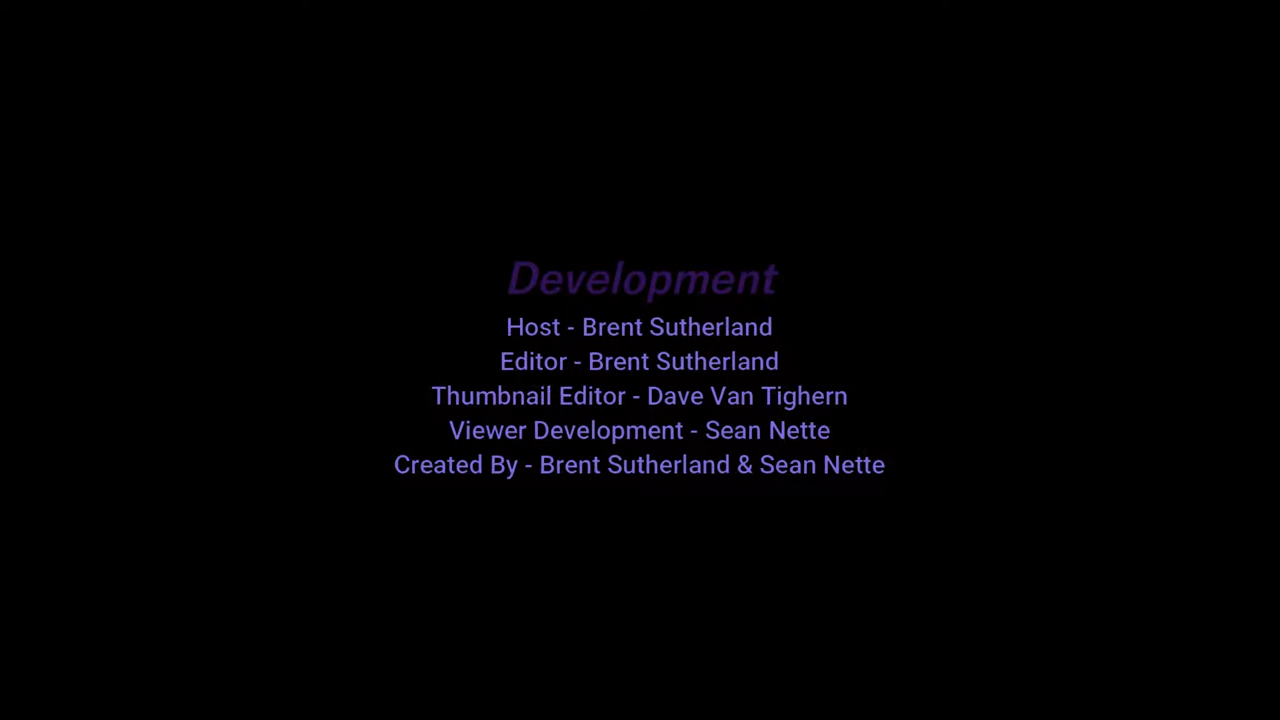 Development
Host - Brent Sutherland
Editor - Brent Sutherland
Thumbnail Editor - Dave Van Tighern
Viewer Development - Sean Nette
Created By - Brent Sutherland & Sean Nette